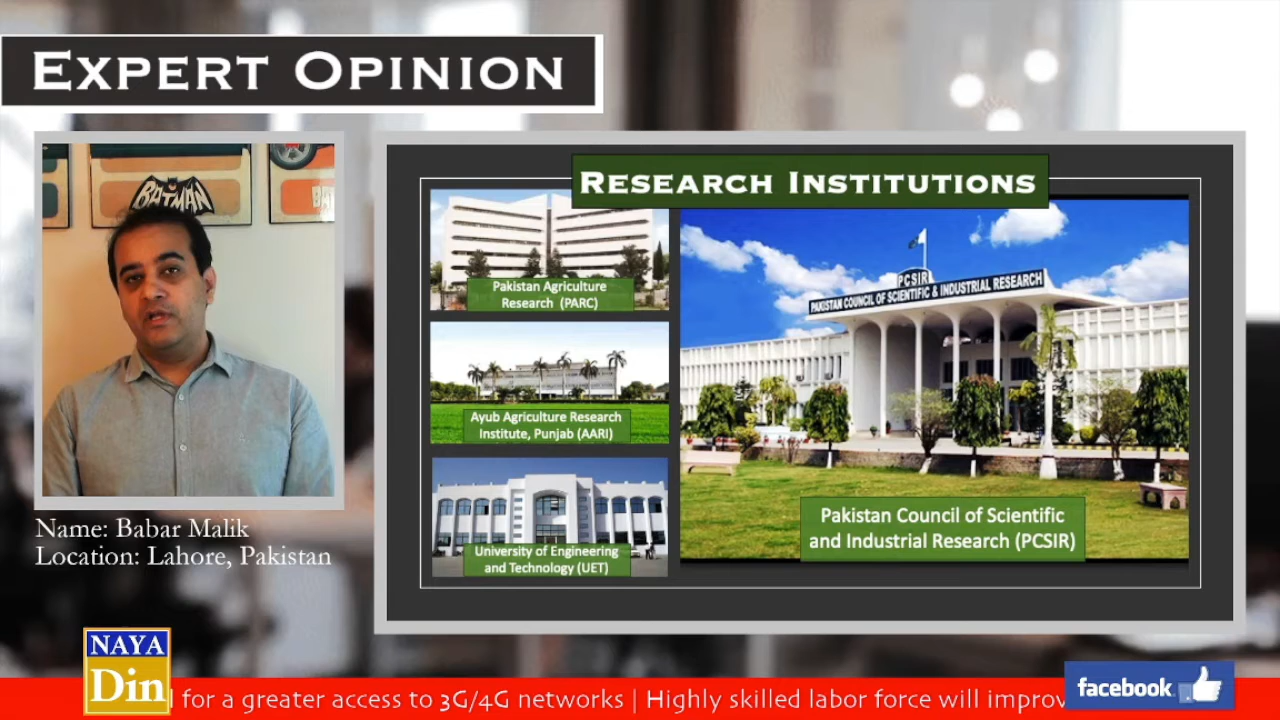 EXPERT OPINION
BATMAN
RESEARCH INSTITUTIONS
Pakistan Agriculture
Research (PARC)
Ayub Agriculture Research
Institute, Punjab (AARI)
University of Engineering
and Technology (UET)
PCSIR
PAKISTAN COUNCIL OF SCIENTIFIC & INDUSTRIAL RESEARCH
Pakistan Council of Scientific
and Industrial Research (PCSIR)
Name: Babar Malik
Location: Lahore, Pakistan
NAYA
Din
for a greater access to 3G/4G networks | Highly skilled labor force will improv
facebook